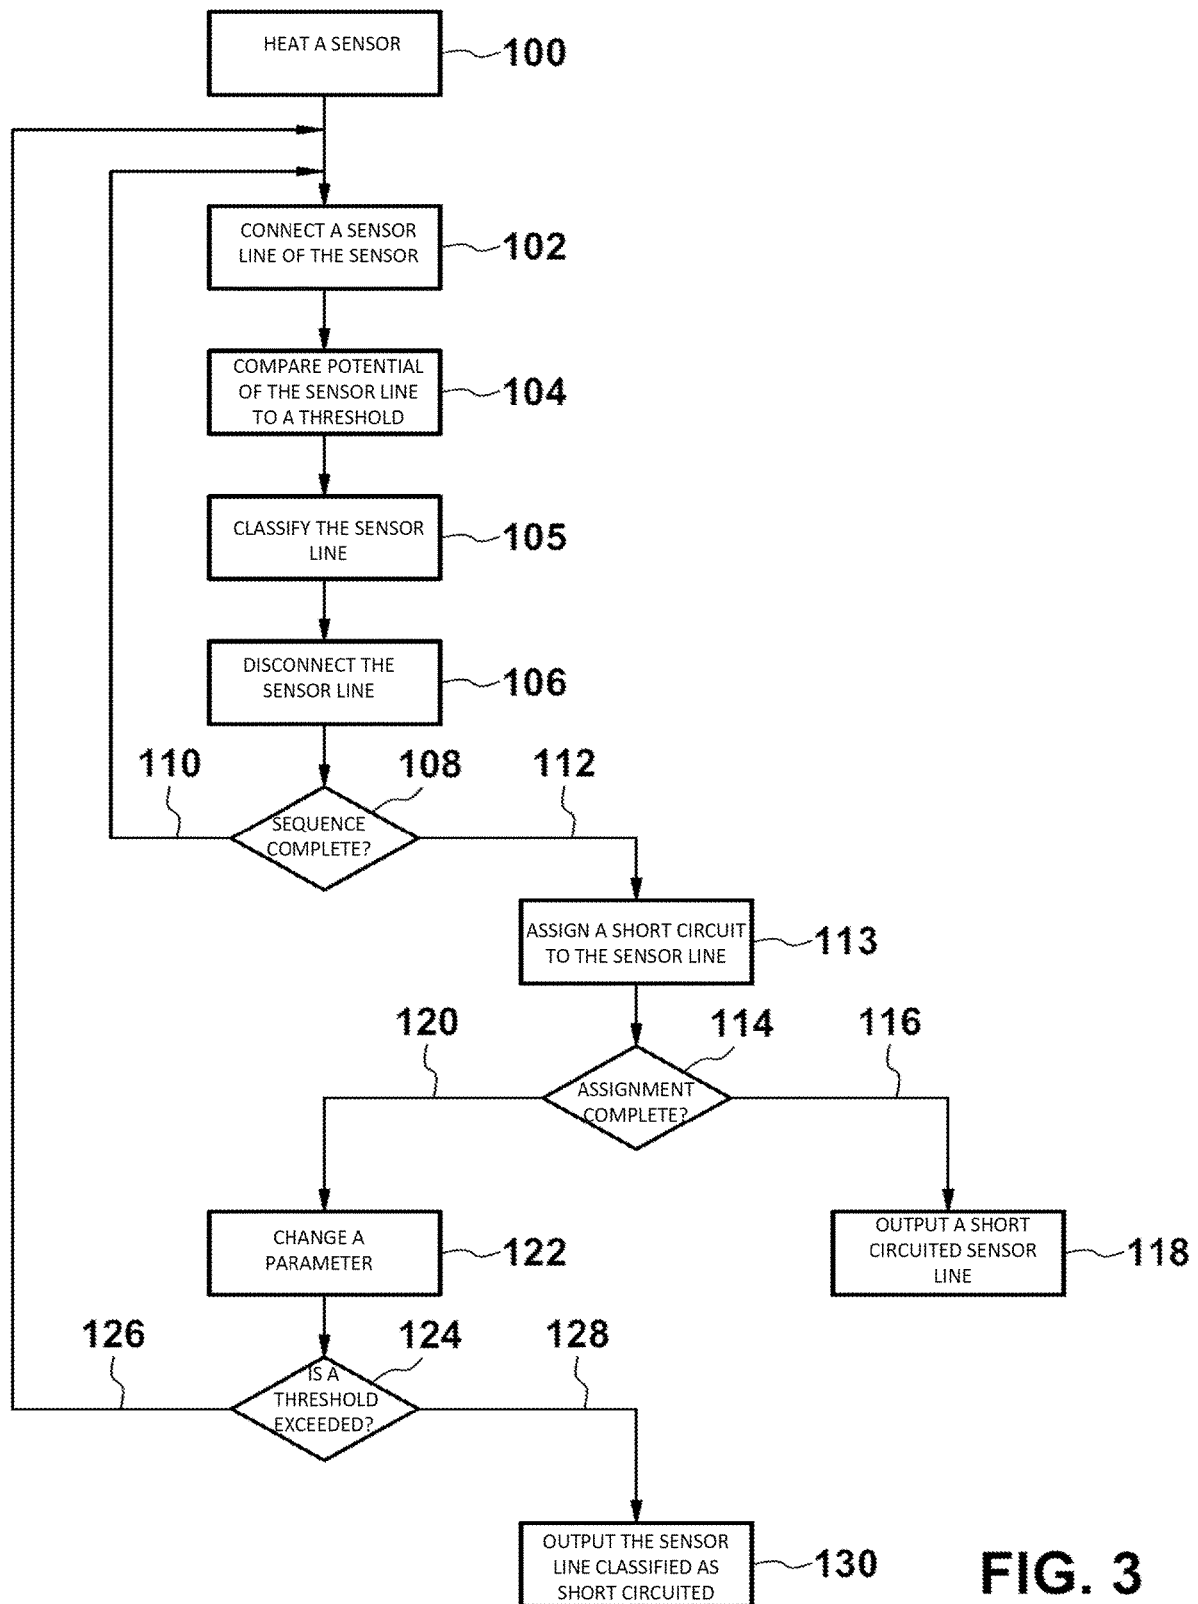 HEAT A SENSOR
100
CONNECT A SENSOR
LINE OF THE SENSOR
102
COMPARE POTENTIAL
OF THE SENSOR LINE
TO A THRESHOLD
104
CLASSIFY THE SENSOR
LINE
105
DISCONNECT THE
SENSOR LINE
106
110
108
112
SEQUENCE
COMPLETE?
ASSIGN A SHORT CIRCUIT
TO THE SENSOR LINE
113
120
114
116
ASSIGNMENT
COMPLETE?
CHANGE A
PARAMETER
122
OUTPUT A SHORT
CIRCUITED SENSOR
LINE
118
126
124
128
IS A
THRESHOLD
EXCEEDED?
OUTPUT THE SENSOR
LINE CLASSIFIED AS
SHORT CIRCUITED
130
FIG. 3